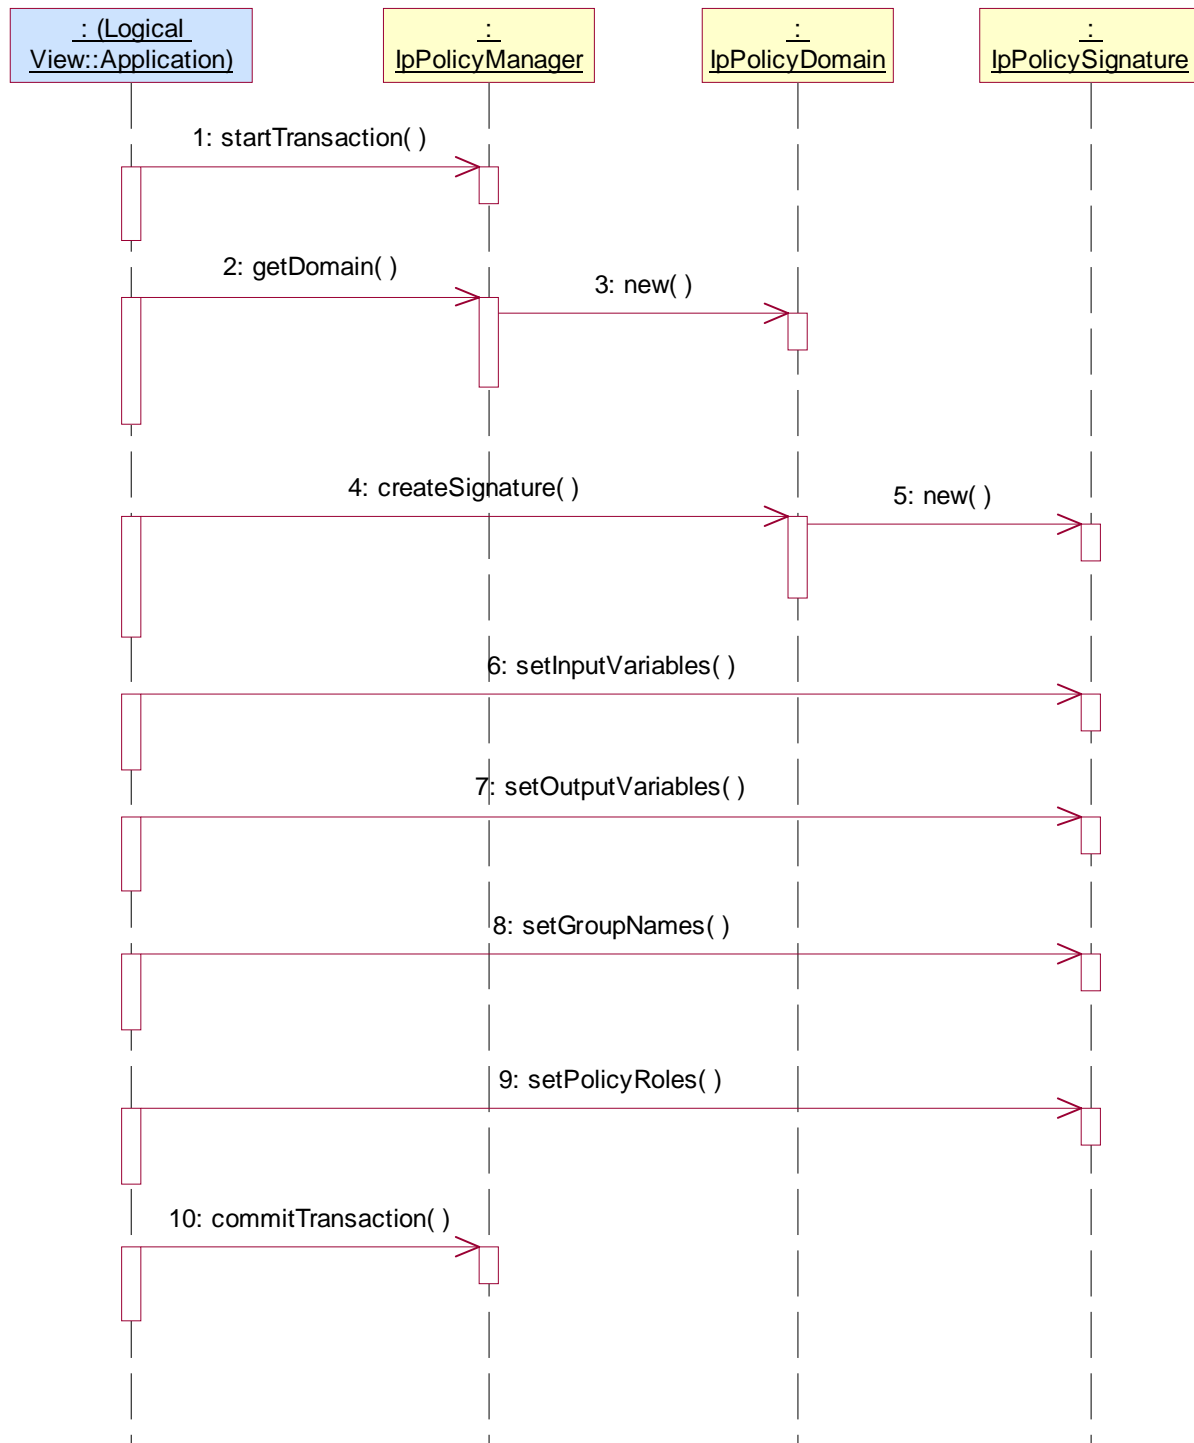 : (Logical
View::Application)
:
IpPolicyManager
:
IpPolicyDomain
:
IpPolicySignature
1: startTransaction( )
2: getDomain( )
3: new( )
4: createSignature( )
5: new( )
6: setInputVariables( )
7: setOutputVariables( )
8: setGroupNames( )
9: setPolicyRoles( )
10: commitTransaction( )